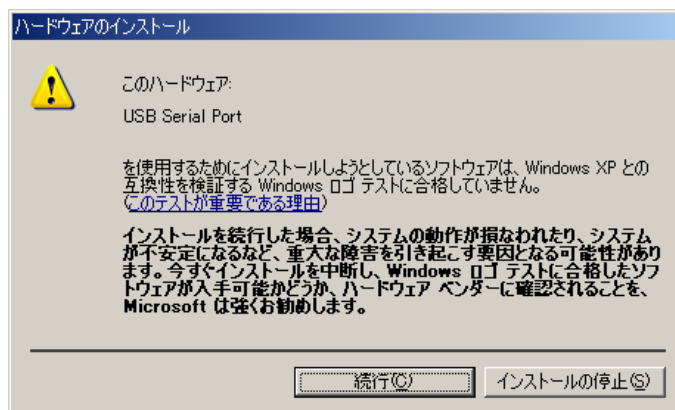 ハードウェアのインストール
このハードウェア:
USB Serial Port
を使用するためにインストールしようとしているソフトウェアは、Windows XP との
互換性を検証する Windows ロゴ テストに合格していません。
(このテストが重要である理由)
インストールを続行した場合、システムの動作が損なわれたり、システム
が不安定になるなど、重大な障害を引き起こす要因となる可能性があり
ます。今すぐインストールを中断し、Windows ロゴ テストに合格したソフ
トウェアが入手可能かどうか、ハードウェア ベンダーに確認されることを、
Microsoft は強くお勧めします。
続行(C) インストールの停止(S)